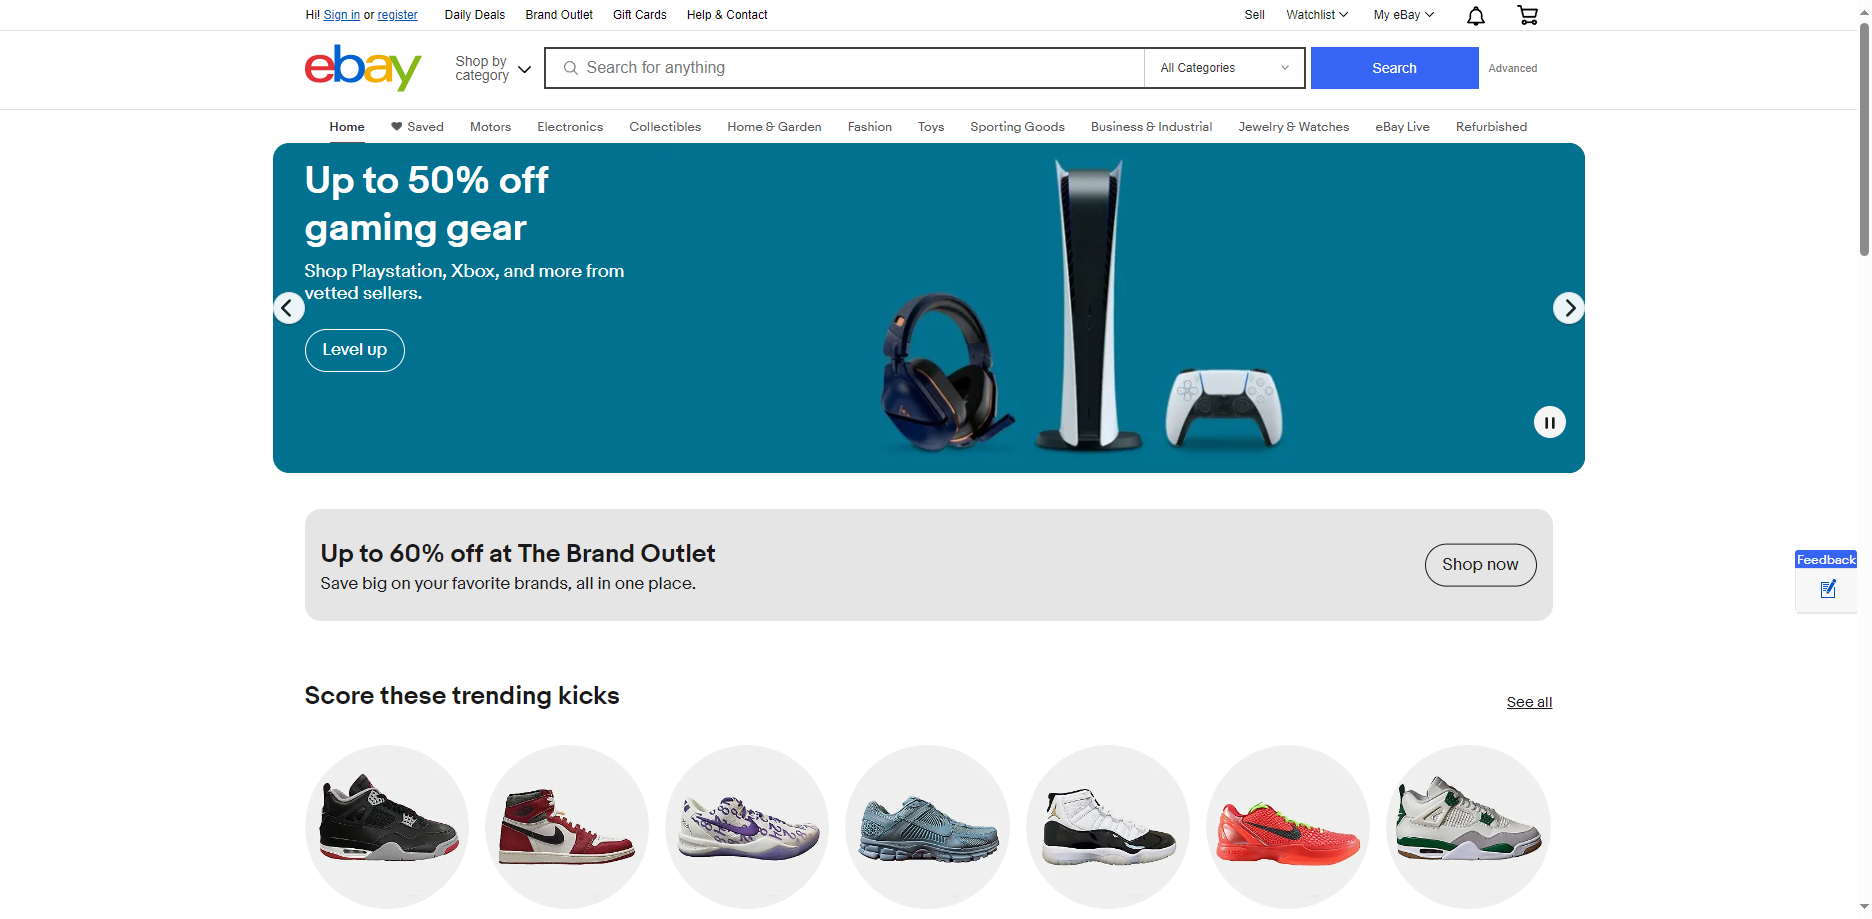 Hi! Sign in or register Daily Deals Brand Outlet Gift Cards Help & Contact Sell Watchlist My eBay
ebay Shop by category Search for anything All Categories Search Advanced
Home Saved Motors Electronics Collectibles Home & Garden Fashion Toys Sporting Goods Business & Industrial Jewelry & Watches eBay Live Refurbished
Up to 50% off
gaming gear
Shop Playstation, Xbox, and more from
vetted sellers.
Level up
Up to 60% off at The Brand Outlet
Save big on your favorite brands, all in one place.
Shop now
Feedback
Score these trending kicks
See all